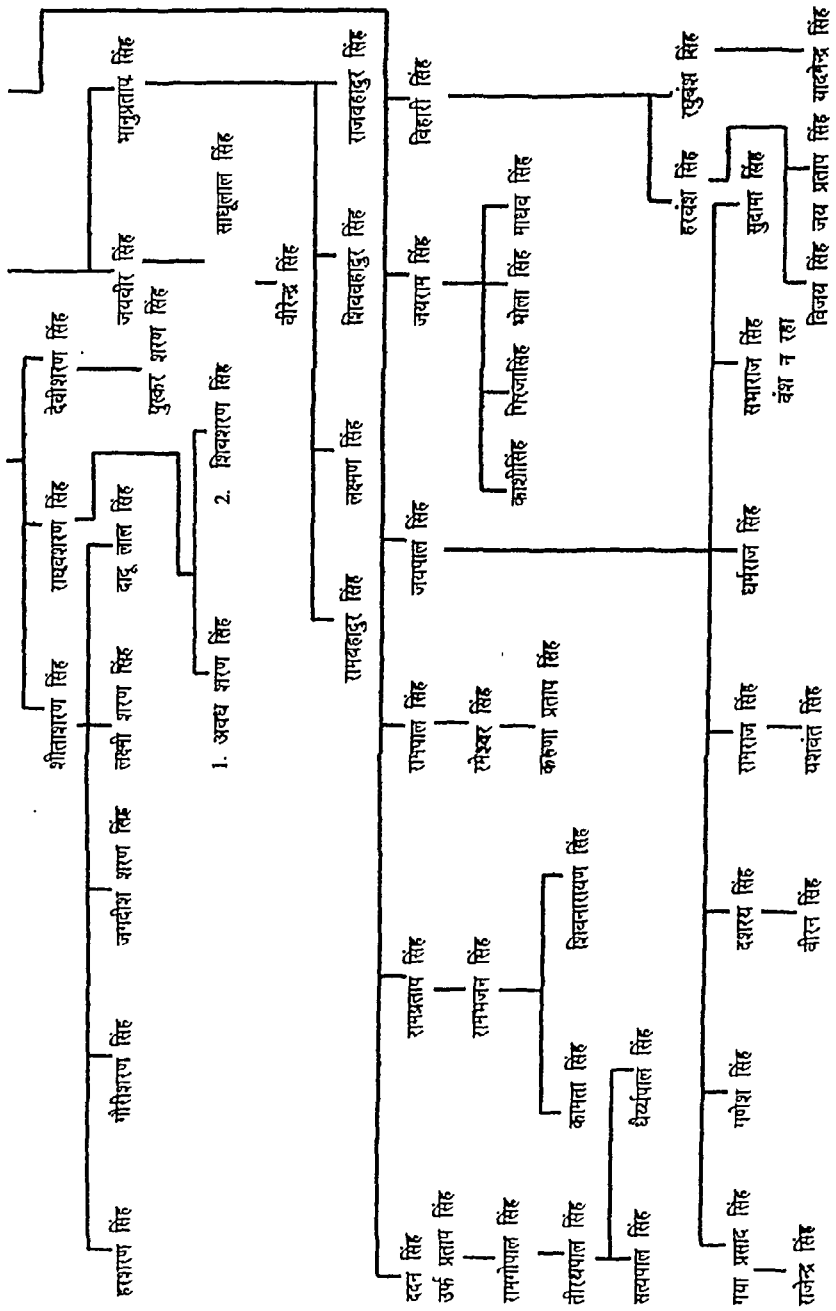 शीताशरण सिंह राघवशरण सिंह देवीशरण सिंह जयवीर सिंह भानुप्रताप सिंह
हरशरण सिंह गौरीशरण सिंह जगदीश शरण सिंह लक्ष्मी शरण सिंह दादू लाल सिंह पुस्कर शरण सिंह
साधूलाल सिंह
1. अवध शरण सिंह 2. शिवशरण सिंह
वीरेन्द्र सिंह
रामबहादुर सिंह लक्ष्मण सिंह शिवबहादुर सिंह राजबहादुर सिंह
ददन सिंह रामप्रताप सिंह रामपाल सिंह जयपाल सिंह जयराम सिंह विहारी सिंह
उर्फ प्रताप सिंह
रामभजन सिंह रमेश्वर सिंह
रामगोपाल सिंह
काशीसिंह गिरजासिंह भोला सिंह माधव सिंह
करूणा प्रताप सिंह
कामता सिंह शिवनारायण सिंह
तीरथपाल सिंह
सत्यपाल सिंह धैर्य्यपाल सिंह
हरवंश सिंह रघुवंश सिंह
गया प्रसाद सिंह गणेश सिंह दशरथ सिंह रामराज सिंह धर्मराज सिंह सभाराज सिंह सुदामा सिंह
वंश न रहा
राजेन्द्र सिंह वीरन सिंह यशवंत सिंह
विजय सिंह जय प्रताप सिंह यादवेन्द्र सिंह